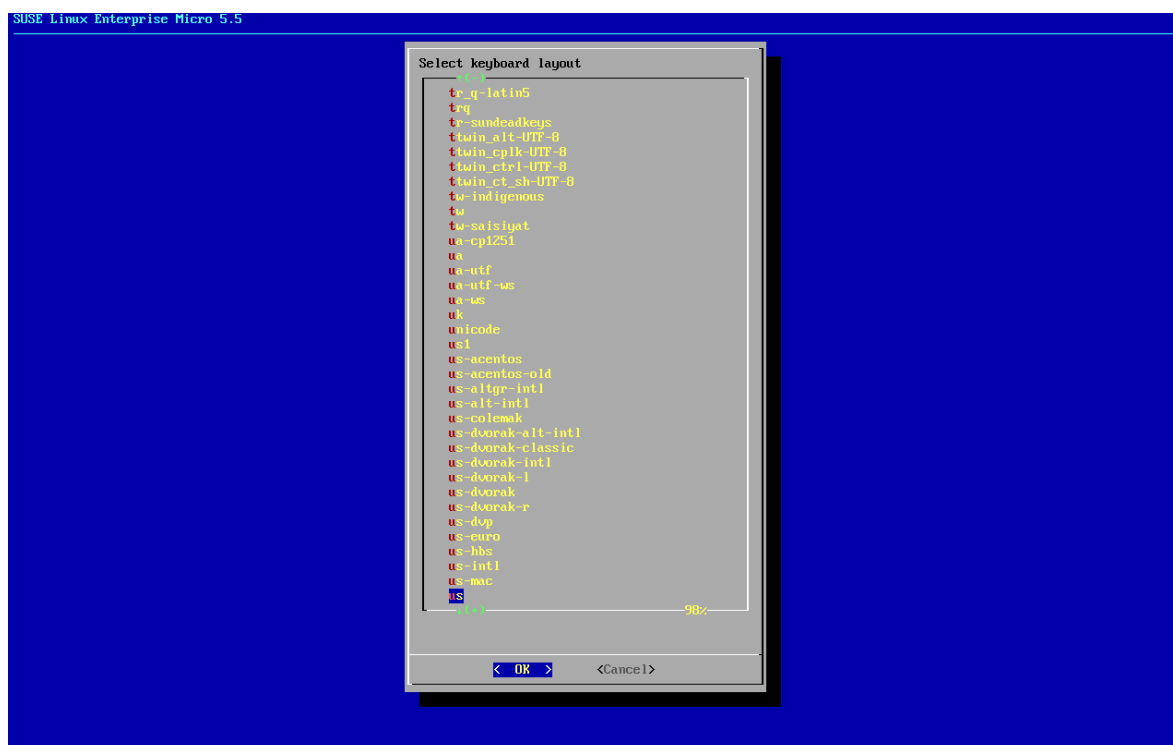 SUSE Linux Enterprise Micro 5.5
Select keyboard layout
↑(-)
tr_q-latin5
trq
tr-sundeadkeys
ttwin_alt-UTF-8
ttwin_cplk-UTF-8
ttwin_ctrl-UTF-8
ttwin_ct_sh-UTF-8
tw-indigenous
tw
tw-saisiyat
ua-cp1251
ua
ua-utf
ua-utf-ws
ua-ws
uk
unicode
us1
us-acentos
us-acentos-old
us-altgr-intl
us-alt-intl
us-colemak
us-dvorak-alt-intl
us-dvorak-classic
us-dvorak-intl
us-dvorak-l
us-dvorak
us-dvorak-r
us-dvp
us-euro
us-hbs
us-intl
us-mac
us
↓(+) 98%
< OK > <Cancel>